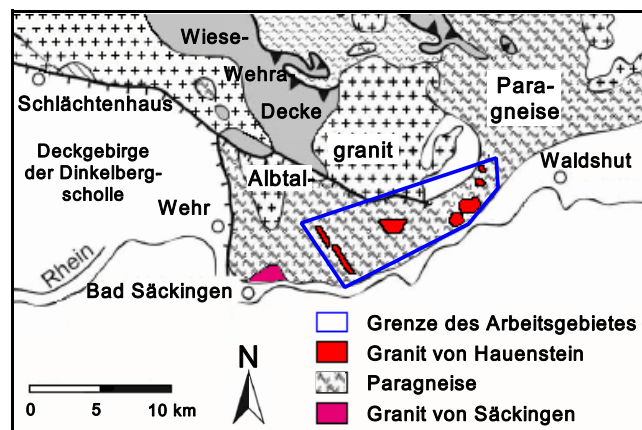 Wiese-
Wehra-
Decke
Schlächtenhaus
Para-
gneise
granit
Albtal-
Deckgebirge
der Dinkelberg-
scholle
Waldshut
Wehr
Rhein
Bad Säckingen
N
0 5 10 km
Grenze des Arbeitsgebietes
Granit von Hauenstein
Paragneise
Granit von Säckingen